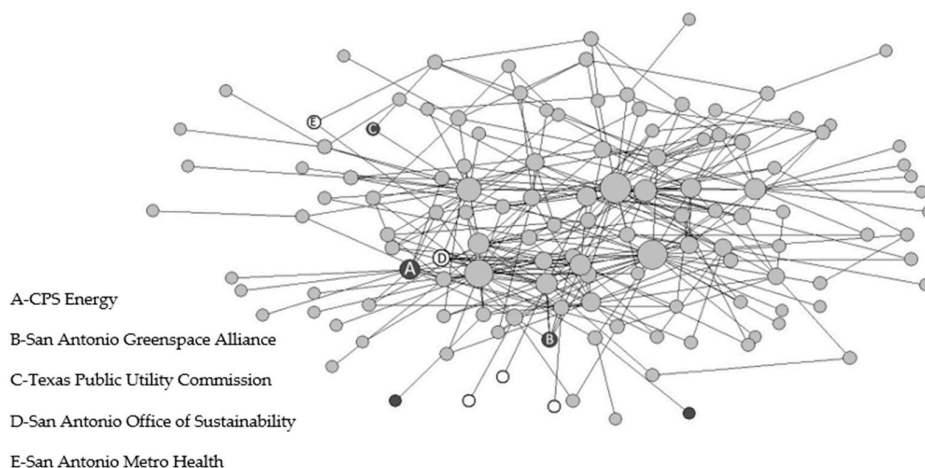 E
C
D
A
B
A-CPS Energy
B-San Antonio Greenspace Alliance
C-Texas Public Utility Commission
D-San Antonio Office of Sustainability
E-San Antonio Metro Health